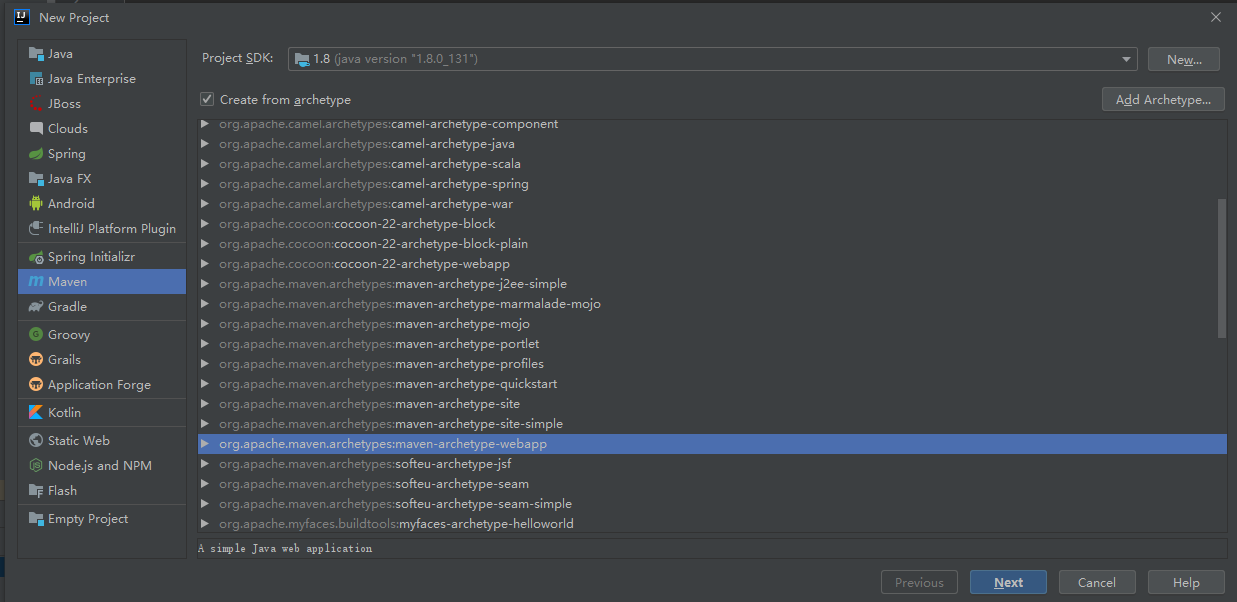 New Project
Java
Java Enterprise
JBoss
Clouds
Spring
Java FX
Android
IntelliJ Platform Plugin
Spring Initializr
Maven
Gradle
Groovy
Grails
Application Forge
Kotlin
Static Web
Node.js and NPM
Flash
Empty Project
Project SDK: 1.8 (java version "1.8.0_131") New...
Create from archetype Add Archetype...
org.apache.camel.archetypes:camel-archetype-component
org.apache.camel.archetypes:camel-archetype-java
org.apache.camel.archetypes:camel-archetype-scala
org.apache.camel.archetypes:camel-archetype-spring
org.apache.camel.archetypes:camel-archetype-war
org.apache.cocoon:cocoon-22-archetype-block
org.apache.cocoon:cocoon-22-archetype-block-plain
org.apache.cocoon:cocoon-22-archetype-webapp
org.apache.maven.archetypes:maven-archetype-j2ee-simple
org.apache.maven.archetypes:maven-archetype-marmalade-mojo
org.apache.maven.archetypes:maven-archetype-mojo
org.apache.maven.archetypes:maven-archetype-portlet
org.apache.maven.archetypes:maven-archetype-profiles
org.apache.maven.archetypes:maven-archetype-quickstart
org.apache.maven.archetypes:maven-archetype-site
org.apache.maven.archetypes:maven-archetype-site-simple
org.apache.maven.archetypes:maven-archetype-webapp
org.apache.maven.archetypes:softeu-archetype-jsf
org.apache.maven.archetypes:softeu-archetype-seam
org.apache.maven.archetypes:softeu-archetype-seam-simple
org.apache.myfaces.buildtools:myfaces-archetype-helloworld
A simple Java web application
Previous Next Cancel Help